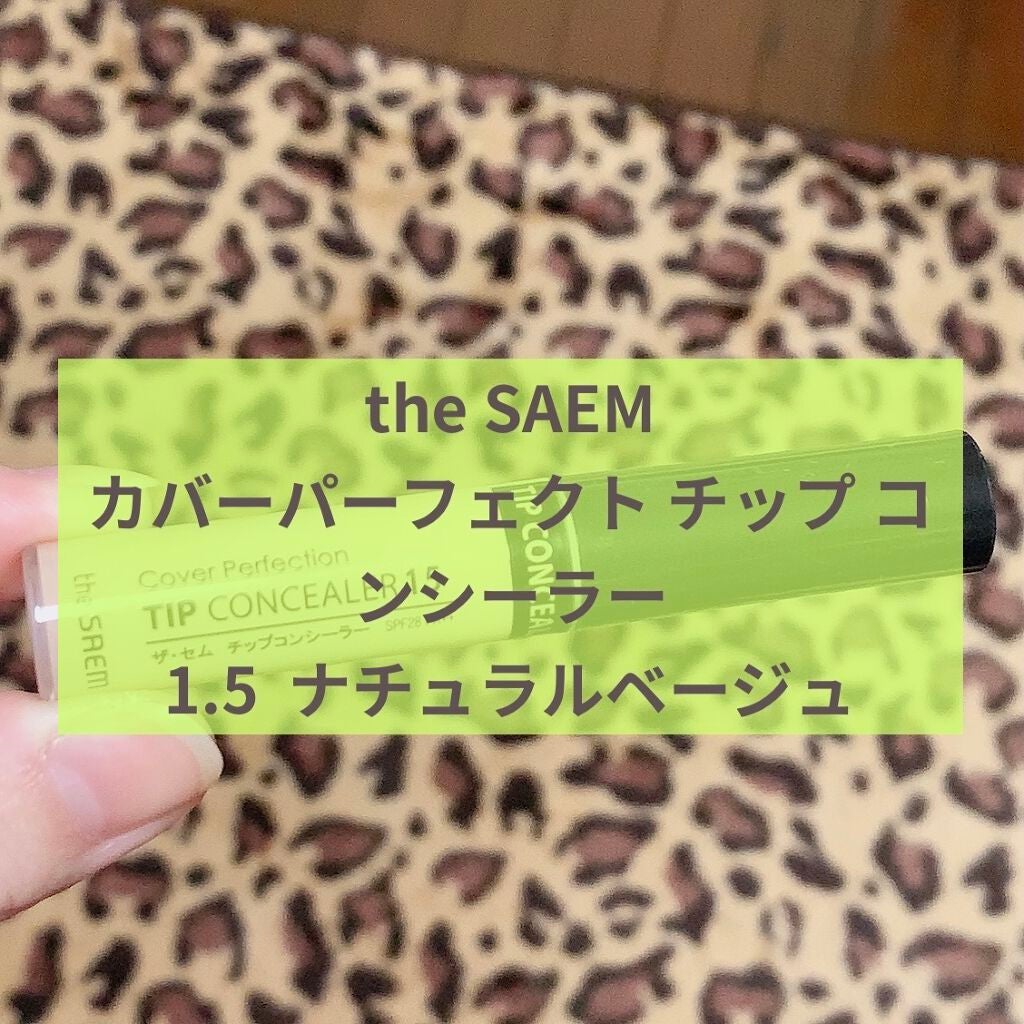 the SAEM
カバーパーフェクト チップ コ
ンシーラー
1.5 ナチュラルベージュ
the SAEM
Cover Perfection
TIP CONCEALER 1.5
ザ・セム チップコンシーラー SPF28
TIP CONCEAL